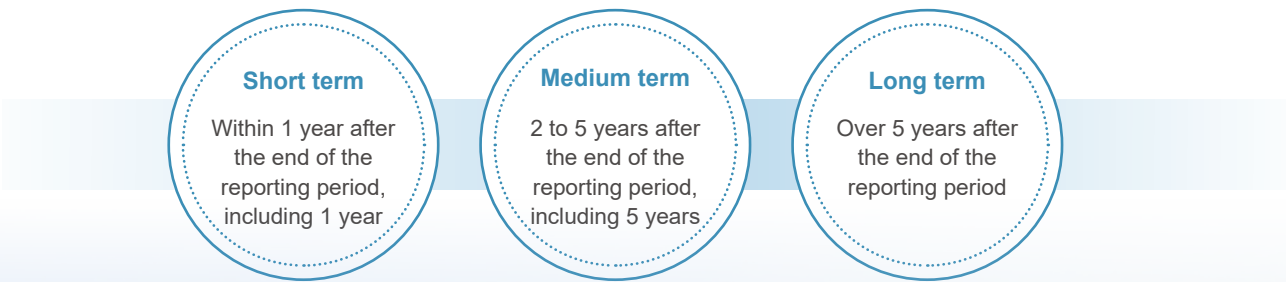 Short term
Within 1 year after
the end of the
reporting period,
including 1 year
Medium term
2 to 5 years after
the end of the
reporting period,
including 5 years
Long term
Over 5 years after
the end of the
reporting period